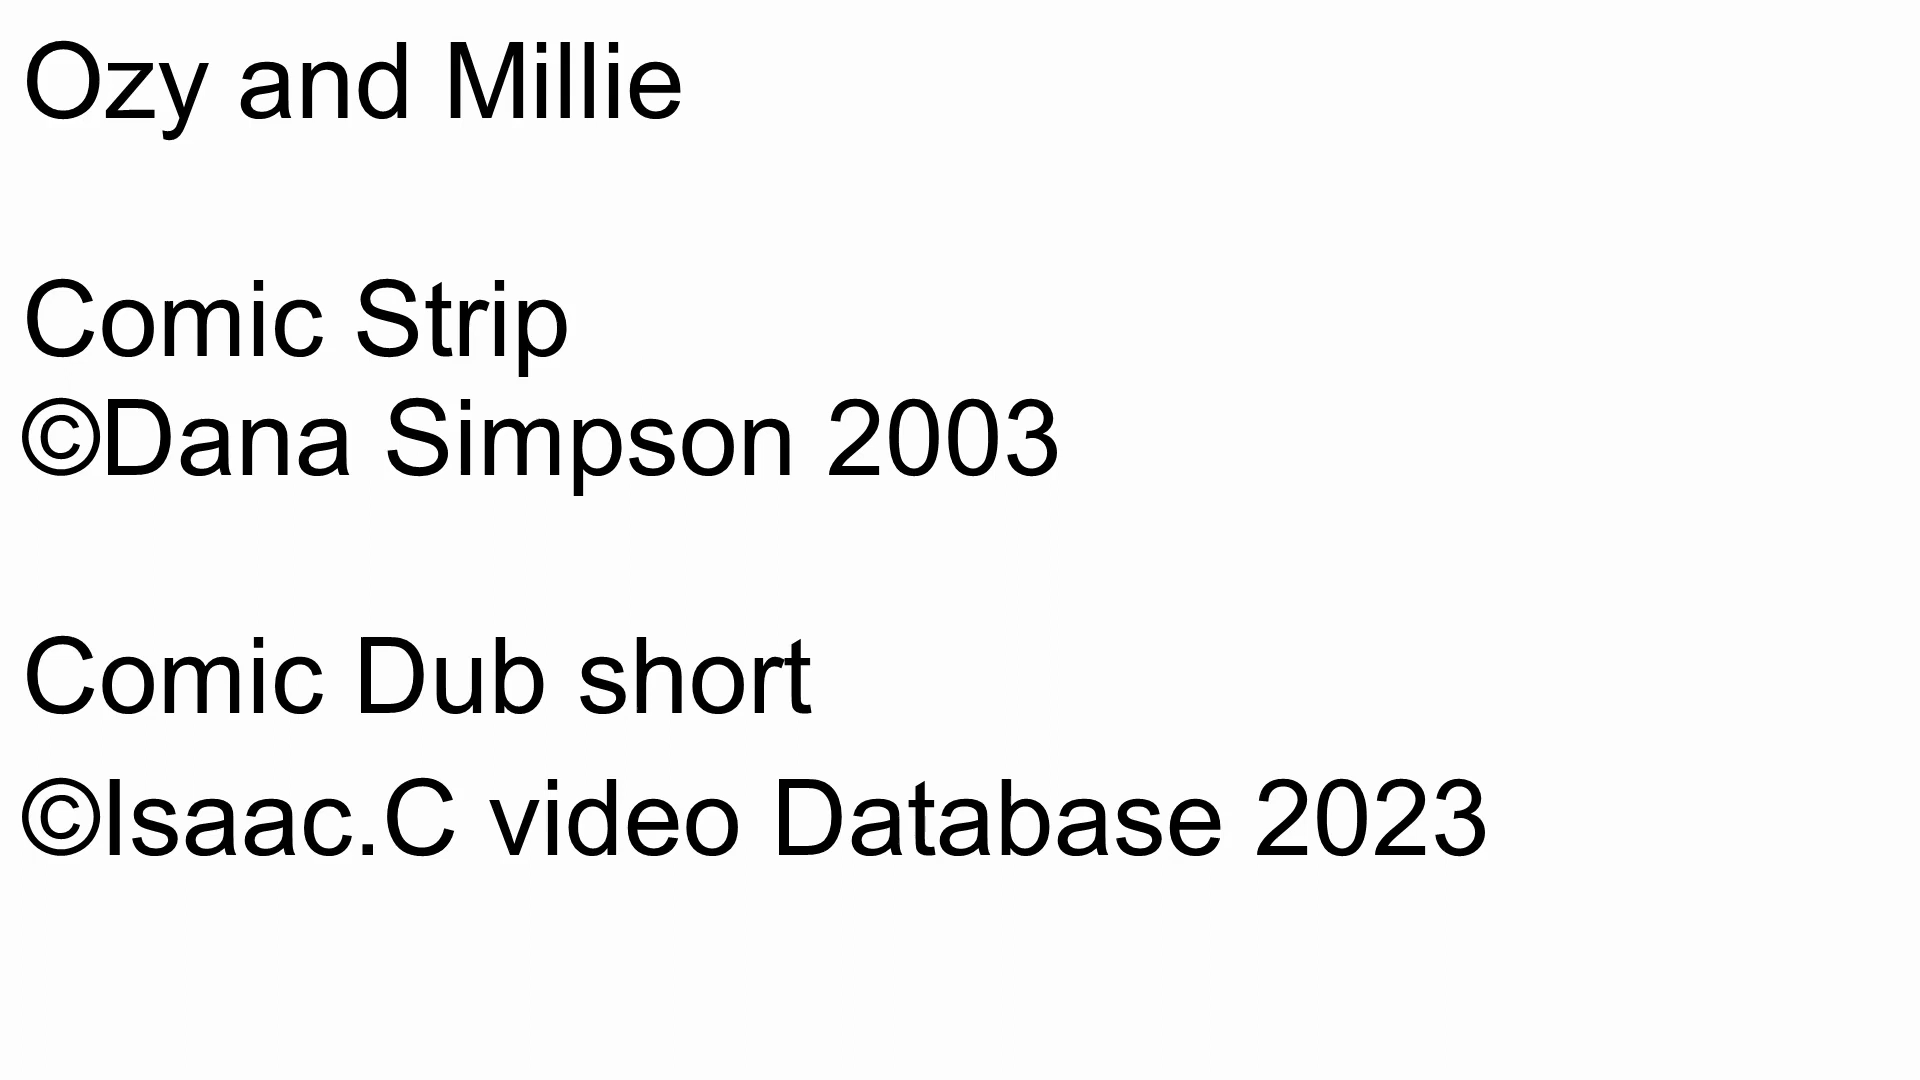 Ozy and Millie
Comic Strip
©Dana Simpson 2003
Comic Dub short
©Isaac.C video Database 2023